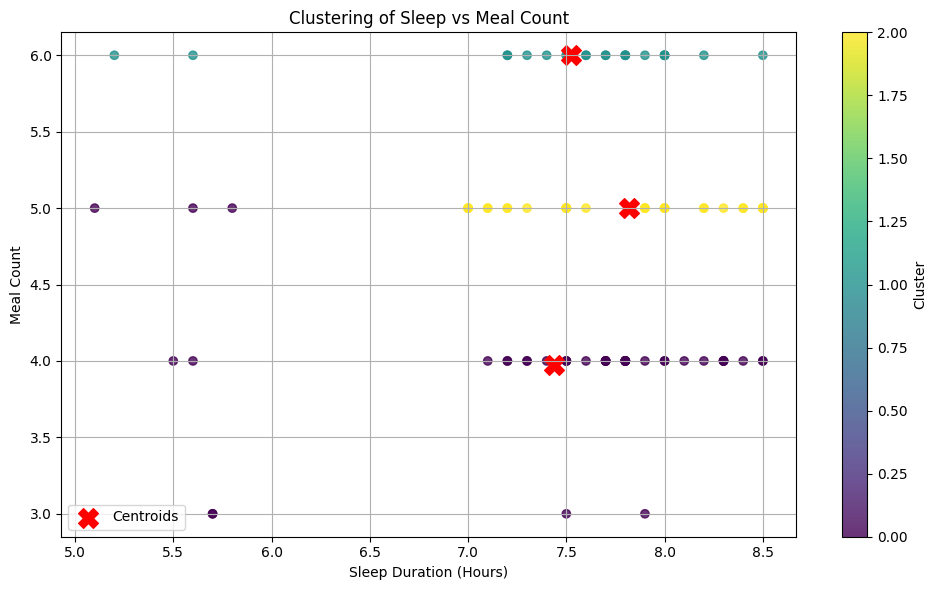 Clustering of Sleep vs Meal Count
Meal Count
6.0
5.5
5.0
4.5
4.0
3.5
3.0
Centroids
5.0 5.5 6.0 6.5 7.0 7.5 8.0 8.5
Sleep Duration (Hours)
2.00
1.75
1.50
1.25
1.00
0.75
0.50
0.25
0.00
Cluster